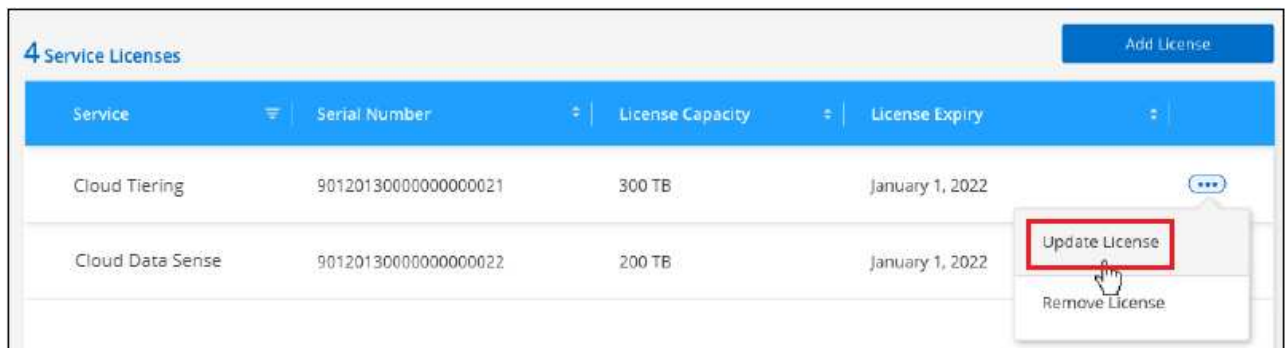 4 Service Licenses
Add License
Service Serial Number License Capacity License Expiry
Cloud Tiering 90120130000000000021 300 TB January 1, 2022
Update License
Cloud Data Sense 90120130000000000022 200 TB January 1, 2022
Remove License